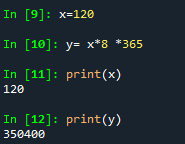 In [9]: x=120
In [10]: y= x*8 *365
In [11]: print(x)
120
In [12]: print(y)
350400